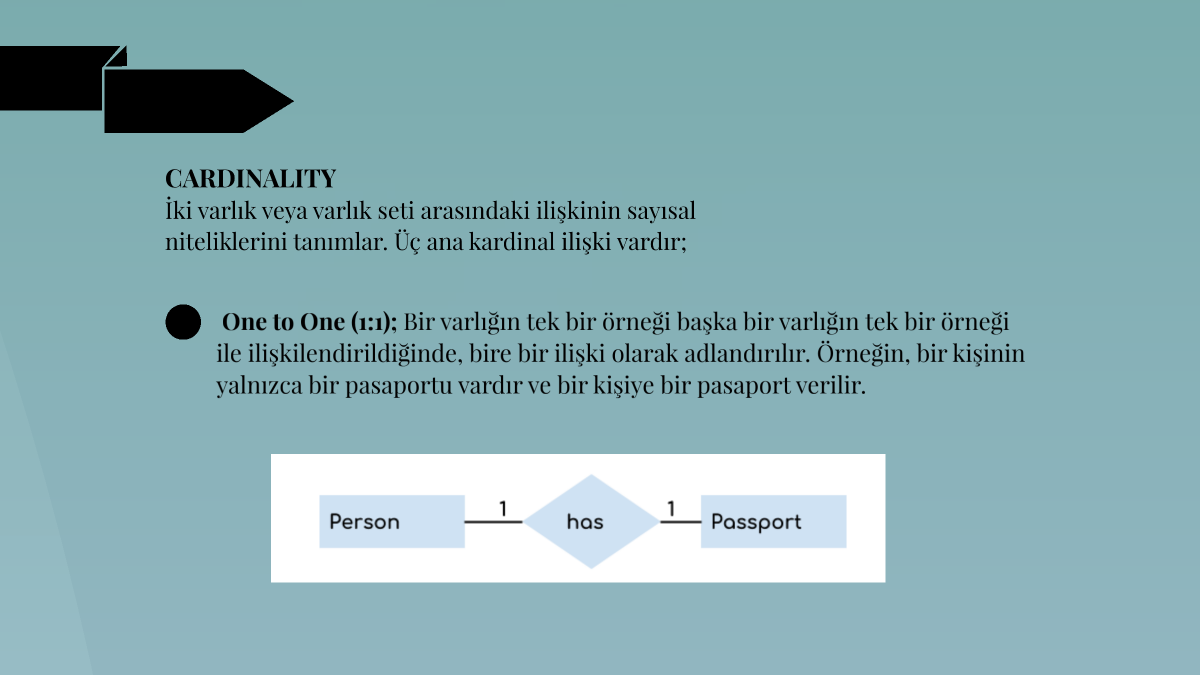 CARDINALITY
İki varlık veya varlık seti arasındaki ilişkinin sayısal
niteliklerini tanımlar. Üç ana kardinal ilişki vardır;
One to One (1:1); Bir varlığın tek bir örneği başka bir varlığın tek bir örneği
ile ilişkilendirildiğinde, bire bir ilişki olarak adlandırılır. Örneğin, bir kişinin
yalnızca bir pasaportu vardır ve bir kişiye bir pasaport verilir.
Person 1 has 1 Passport